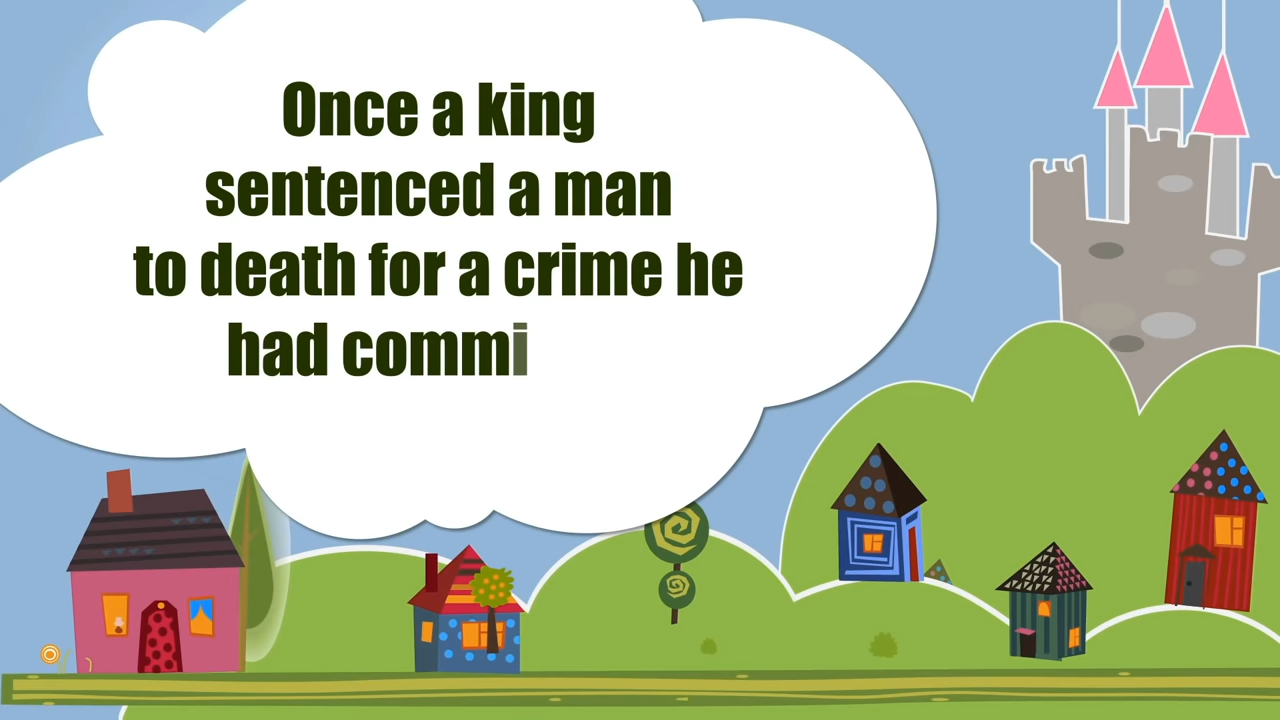 Once a king
sentenced a man
to death for a crime he
had commi